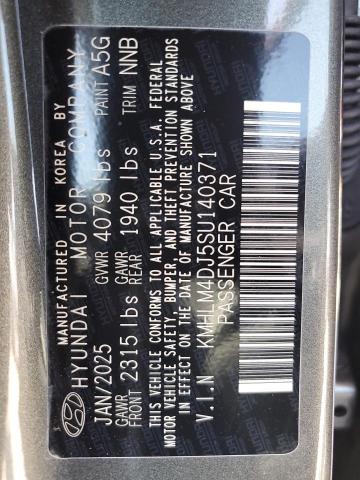 MANUFACTURED IN KOREA BY
HYUNDAI MOTOR COMPANY
JAN/2025 GVWR 4079 lbs PAINT A5G
GAWR FRONT 2315 lbs GAWR REAR 1940 lbs TRIM NNB
THIS VEHICLE CONFORMS TO ALL APPLICABLE U.S.A. FEDERAL
MOTOR VEHICLE SAFETY, BUMPER, AND THEFT PREVENTION STANDARDS
IN EFFECT ON THE DATE OF MANUFACTURE SHOWN ABOVE
V.I.N KMHLM4DJ5SU140371
PASSENGER CAR